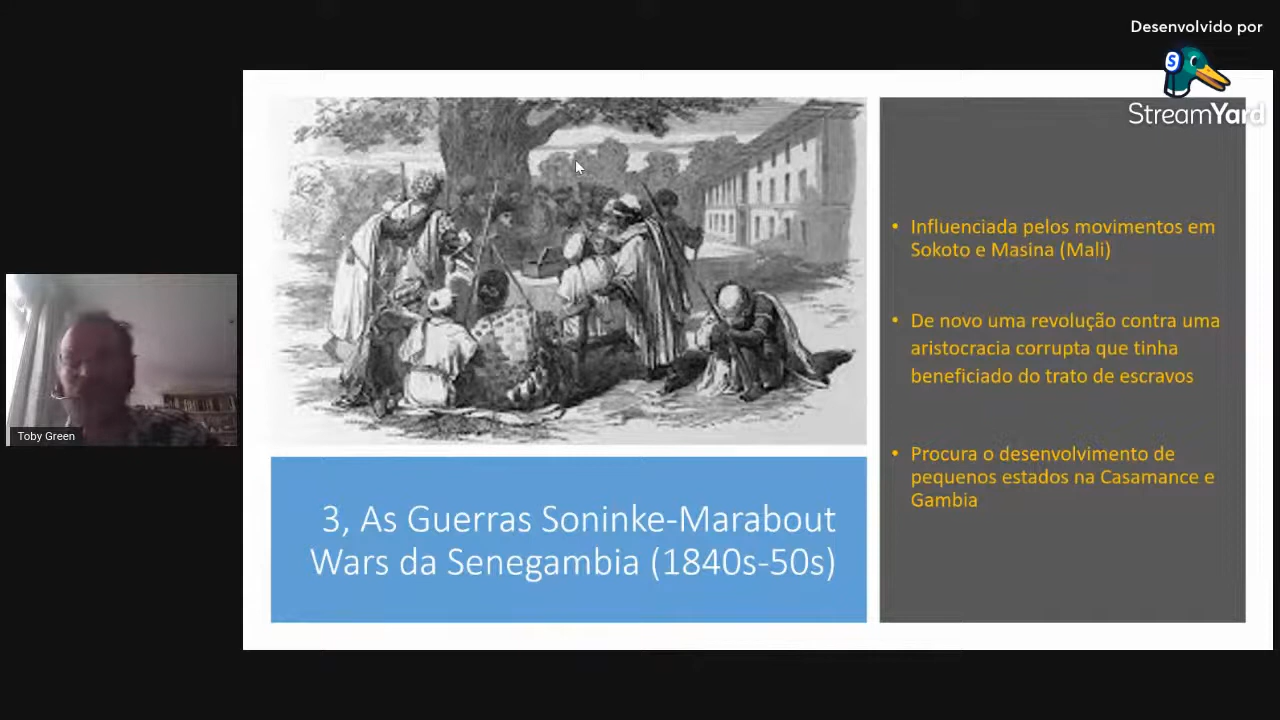 Desenvolvido por
StreamYard
3, As Guerras Soninke-Marabout
Wars da Senegambia (1840s-50s)
• Influenciada pelos movimentos em
Sokoto e Masina (Mali)
• De novo uma revolução contra uma
aristocracia corrupta que tinha
beneficiado do trato de escravos
• Procura o desenvolvimento de
pequenos estados na Casamance e
Gambia
Toby Green